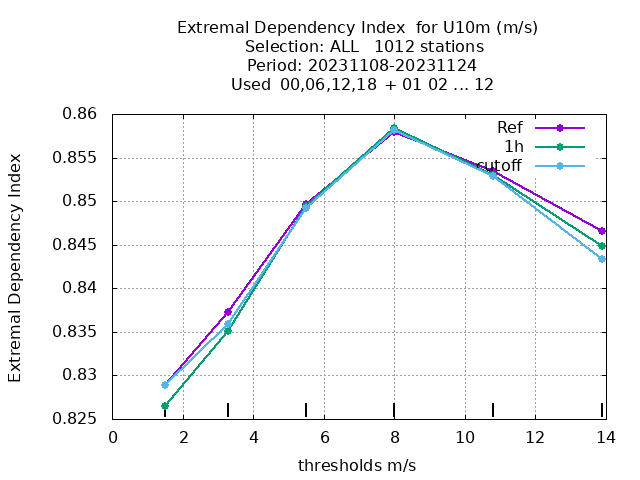 Extremal Dependency Index  for U10m (m/s)
Selection: ALL   1012 stations
Period: 20231108-20231124
Used  00,06,12,18  + 01 02 ... 12
Extremal Dependency Index
0.86
0.855
0.85
0.845
0.84
0.835
0.83
0.825
Ref
1h
cutoff
0 2 4 6 8 10 12 14
thresholds m/s